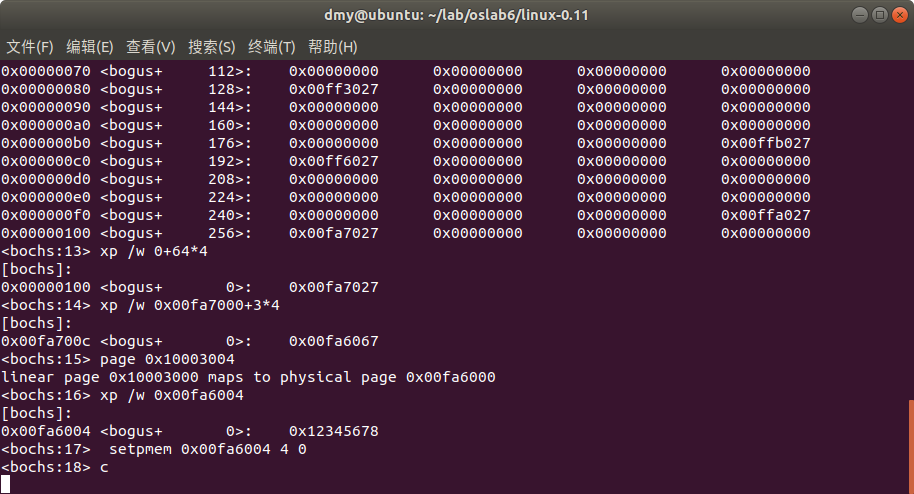 dmy@ubuntu: ~/lab/oslab6/linux-0.11
文件(F) 编辑(E) 查看(V) 搜索(S) 终端(T) 帮助(H)
0x00000070 <bogus+     112>:    0x00000000      0x00000000      0x00000000      0x00000000
0x00000080 <bogus+     128>:    0x00ff3027      0x00000000      0x00000000      0x00000000
0x00000090 <bogus+     144>:    0x00000000      0x00000000      0x00000000      0x00000000
0x000000a0 <bogus+     160>:    0x00000000      0x00000000      0x00000000      0x00000000
0x000000b0 <bogus+     176>:    0x00000000      0x00000000      0x00000000      0x00ffb027
0x000000c0 <bogus+     192>:    0x00ff6027      0x00000000      0x00000000      0x00000000
0x000000d0 <bogus+     208>:    0x00000000      0x00000000      0x00000000      0x00000000
0x000000e0 <bogus+     224>:    0x00000000      0x00000000      0x00000000      0x00000000
0x000000f0 <bogus+     240>:    0x00000000      0x00000000      0x00000000      0x00ffa027
0x00000100 <bogus+     256>:    0x00fa7027      0x00000000      0x00000000      0x00000000
<bochs:13> xp /w 0+64*4
[bochs]:
0x00000100 <bogus+       0>:    0x00fa7027
<bochs:14> xp /w 0x00fa7000+3*4
[bochs]:
0x00fa700c <bogus+       0>:    0x00fa6067
<bochs:15> page 0x10003004
linear page 0x10003000 maps to physical page 0x00fa6000
<bochs:16> xp /w 0x00fa6004
[bochs]:
0x00fa6004 <bogus+       0>:    0x12345678
<bochs:17>  setpmem 0x00fa6004 4 0
<bochs:18> c